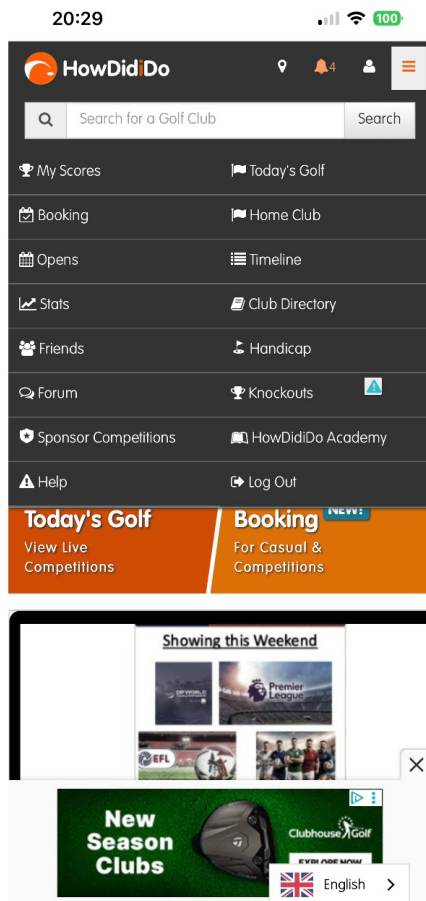 20:29
100
HowDidiDo
4
Search for a Golf Club
Search
My Scores
Today's Golf
Booking
Home Club
Opens
Timeline
Stats
Club Directory
Friends
Handicap
Forum
Knockouts
Sponsor Competitions
HowDidiDo Academy
Help
Log Out
Today's Golf
View Live
Competitions
Booking
NEW!
For Casual &
Competitions
Showing this Weekend
DP WORLD
Premier
League
EFL
New
Season
Clubs
Clubhouse Golf
EXPLORE NOW
English